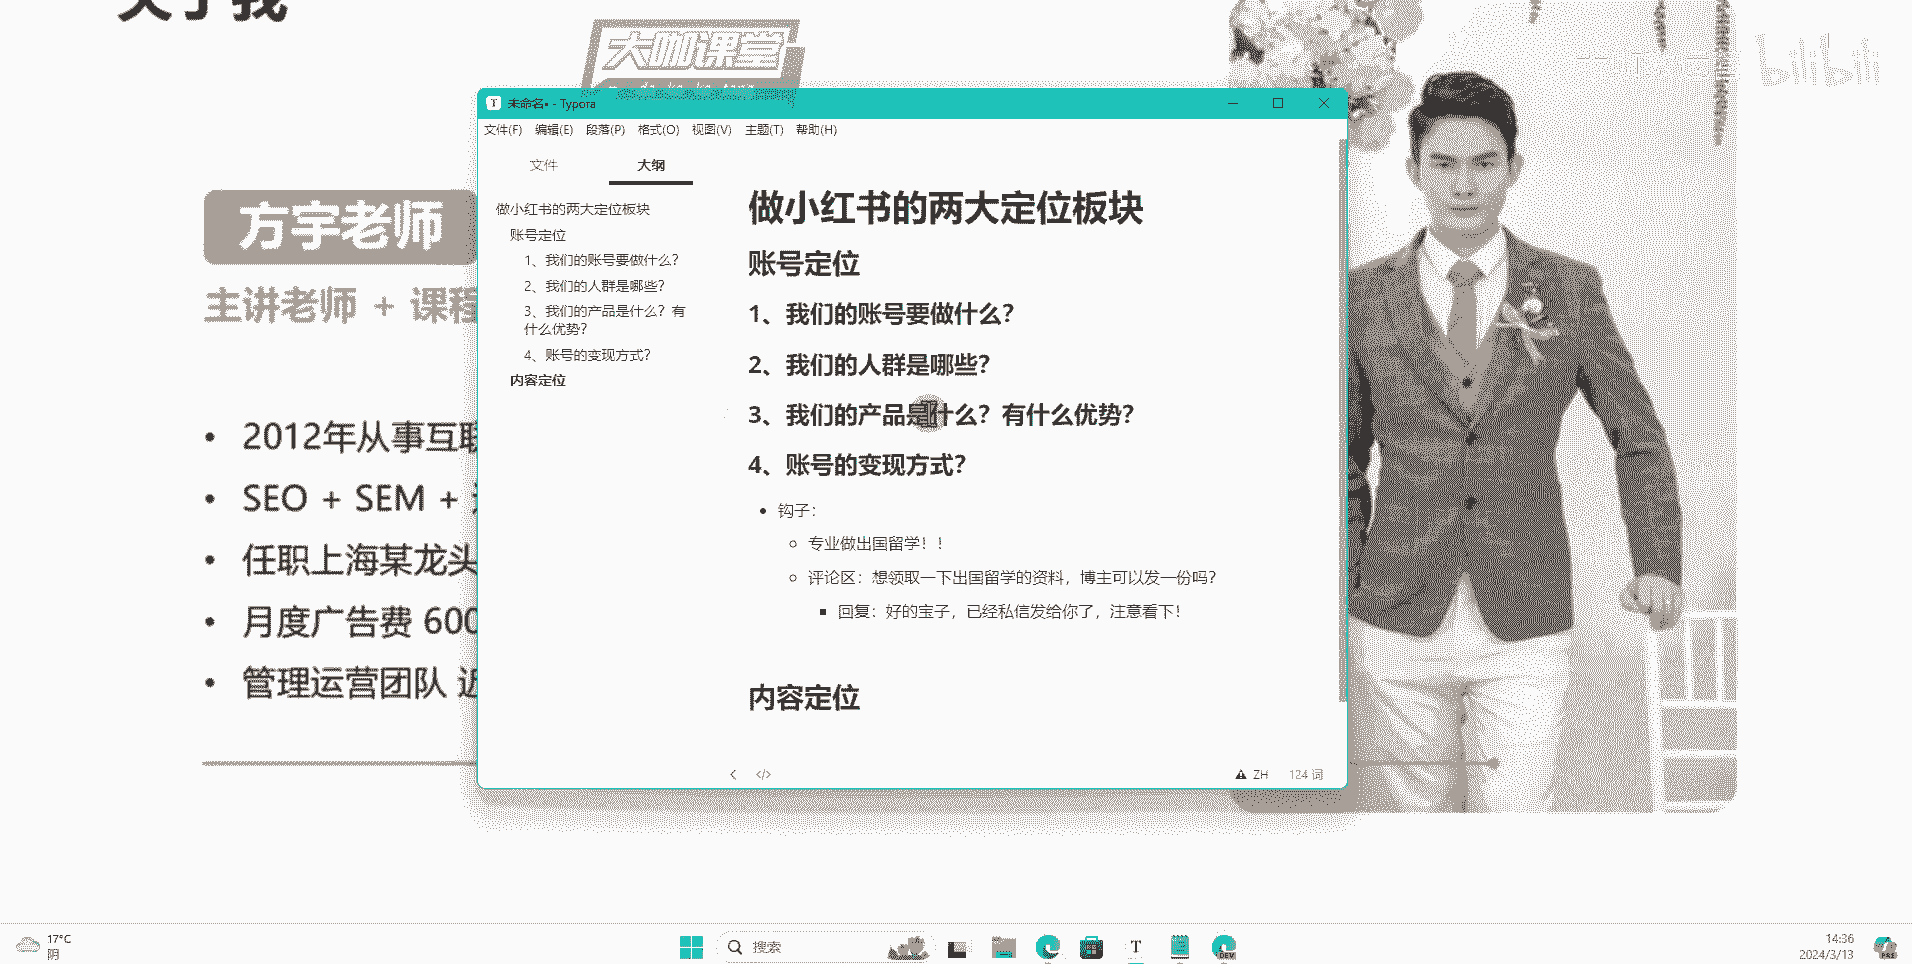 关于我
大咖课堂
bilibili
未命名• - Typora
文件(F) 编辑(E) 段落(P) 格式(O) 视图(V) 主题(T) 帮助(H)
文件 大纲
做小红书的两大定位板块
账号定位
1、我们的账号要做什么？
2、我们的人群是哪些？
3、我们的产品是什么？有
什么优势？
4、账号的变现方式？
内容定位
做小红书的两大定位板块
账号定位
1、我们的账号要做什么？
2、我们的人群是哪些？
3、我们的产品是什么？有什么优势？
4、账号的变现方式？
钩子：
专业做出国留学！！
评论区：想领取一下出国留学的资料，博主可以发一份吗？
回复：好的宝子，已经私信发给你了，注意看下！
内容定位
ZH 124 词
方宇老师
主讲老师 + 课程
2012年从事互联
SEO + SEM +
任职上海某龙头
月度广告费 600
管理运营团队 近
17°C
阴
搜索
T
DEV
14:36
2024/3/13